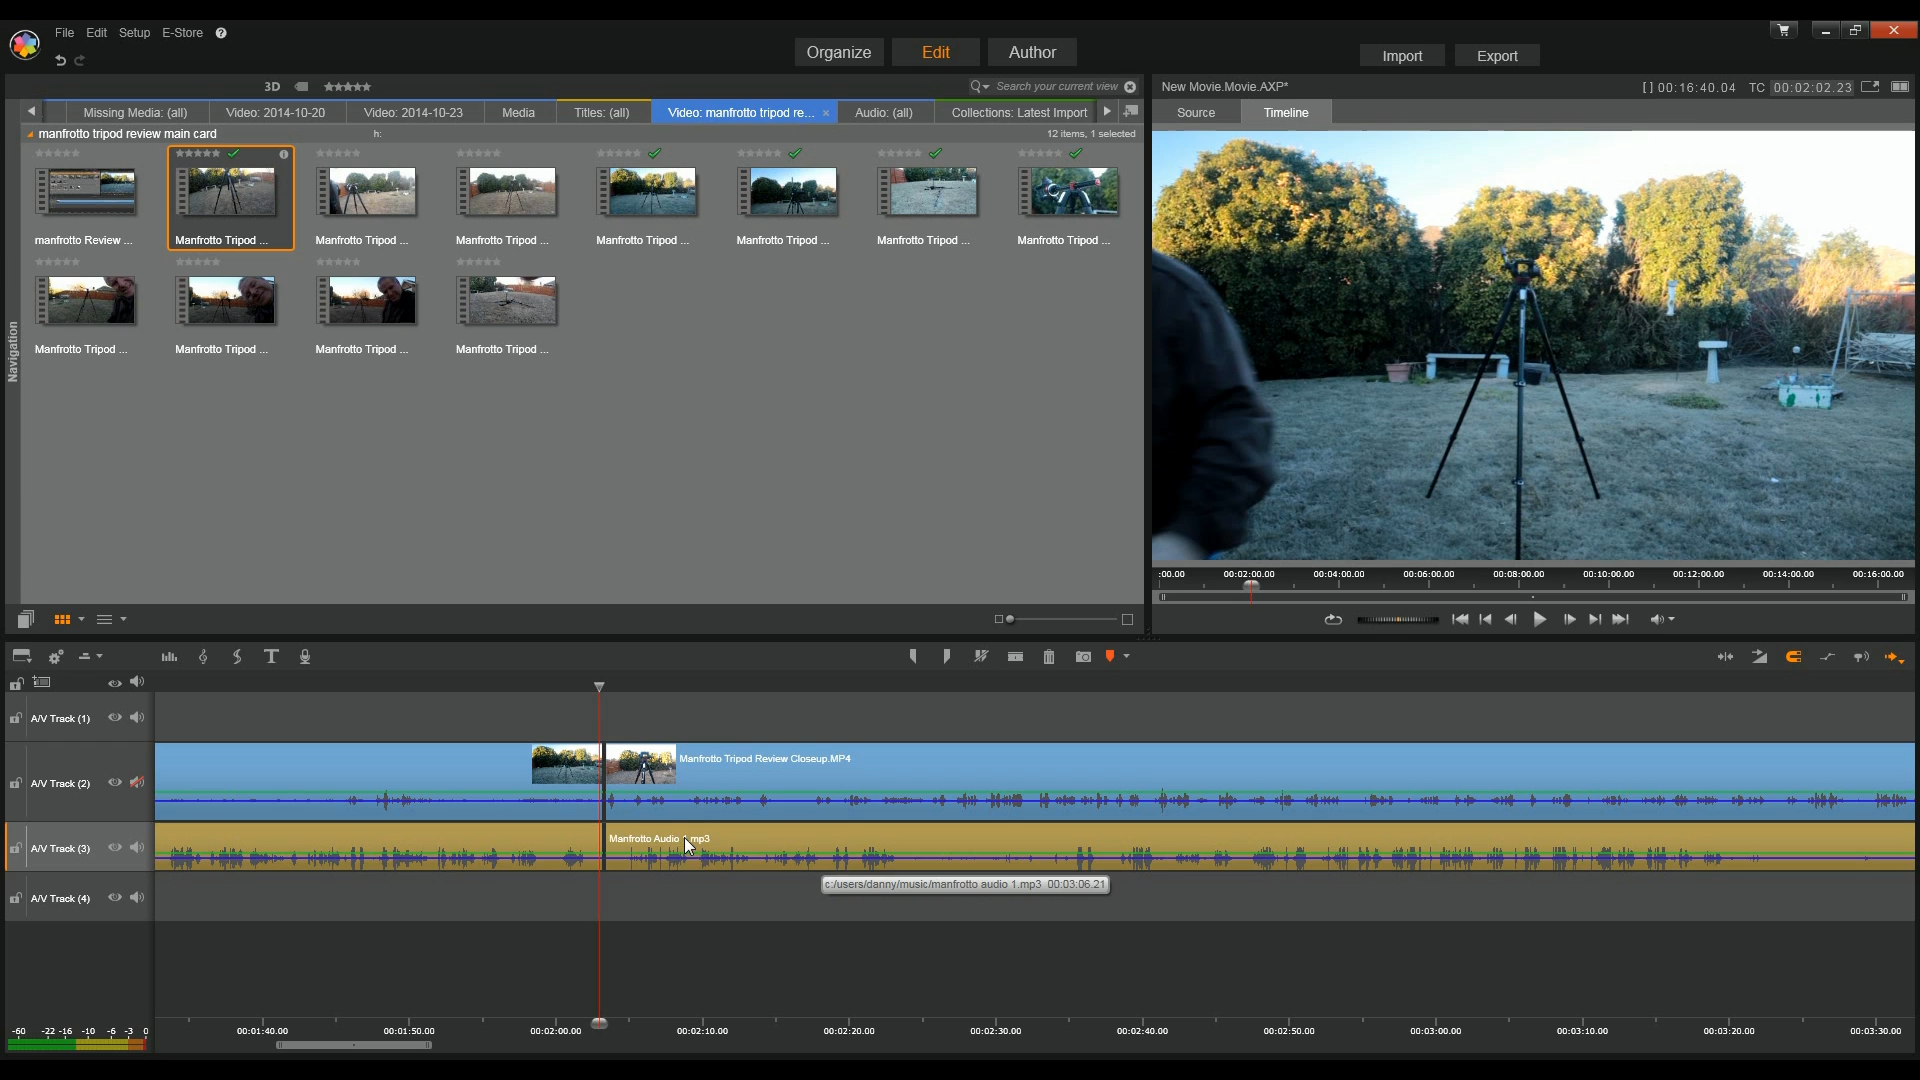 File Edit Setup E-Store ?
Organize Edit Author
Import Export
3D
Search your current view
New Movie.Movie.AXP*
[ ] 00:16:40.04 TC 00:02:02.23
Missing Media: (all) Video: 2014-10-20 Video: 2014-10-23 Media Titles: (all) Video: manfrotto tripod re... × Audio: (all) Collections: Latest Import
Source Timeline
manfrotto tripod review main card h: 12 items, 1 selected
manfrotto Review ... Manfrotto Tripod ... Manfrotto Tripod ... Manfrotto Tripod ... Manfrotto Tripod ... Manfrotto Tripod ... Manfrotto Tripod ... Manfrotto Tripod ...
Manfrotto Tripod ... Manfrotto Tripod ... Manfrotto Tripod ... Manfrotto Tripod ...
Navigation
:00.00 00:02:00.00 00:04:00.00 00:06:00.00 00:08:00.00 00:10:00.00 00:12:00.00 00:14:00.00 00:16:00.00
A/V Track (1)
A/V Track (2)
Manfrotto Tripod Review Closeup.MP4
A/V Track (3)
Manfrotto Audio 1.mp3
c:/users/danny/music/manfrotto audio 1.mp3 00:03:06.21
A/V Track (4)
-60 -22 -16 -10 -6 -3 0
00:01:40.00 00:01:50.00 00:02:00.00 00:02:10.00 00:02:20.00 00:02:30.00 00:02:40.00 00:02:50.00 00:03:00.00 00:03:10.00 00:03:20.00 00:03:30.00